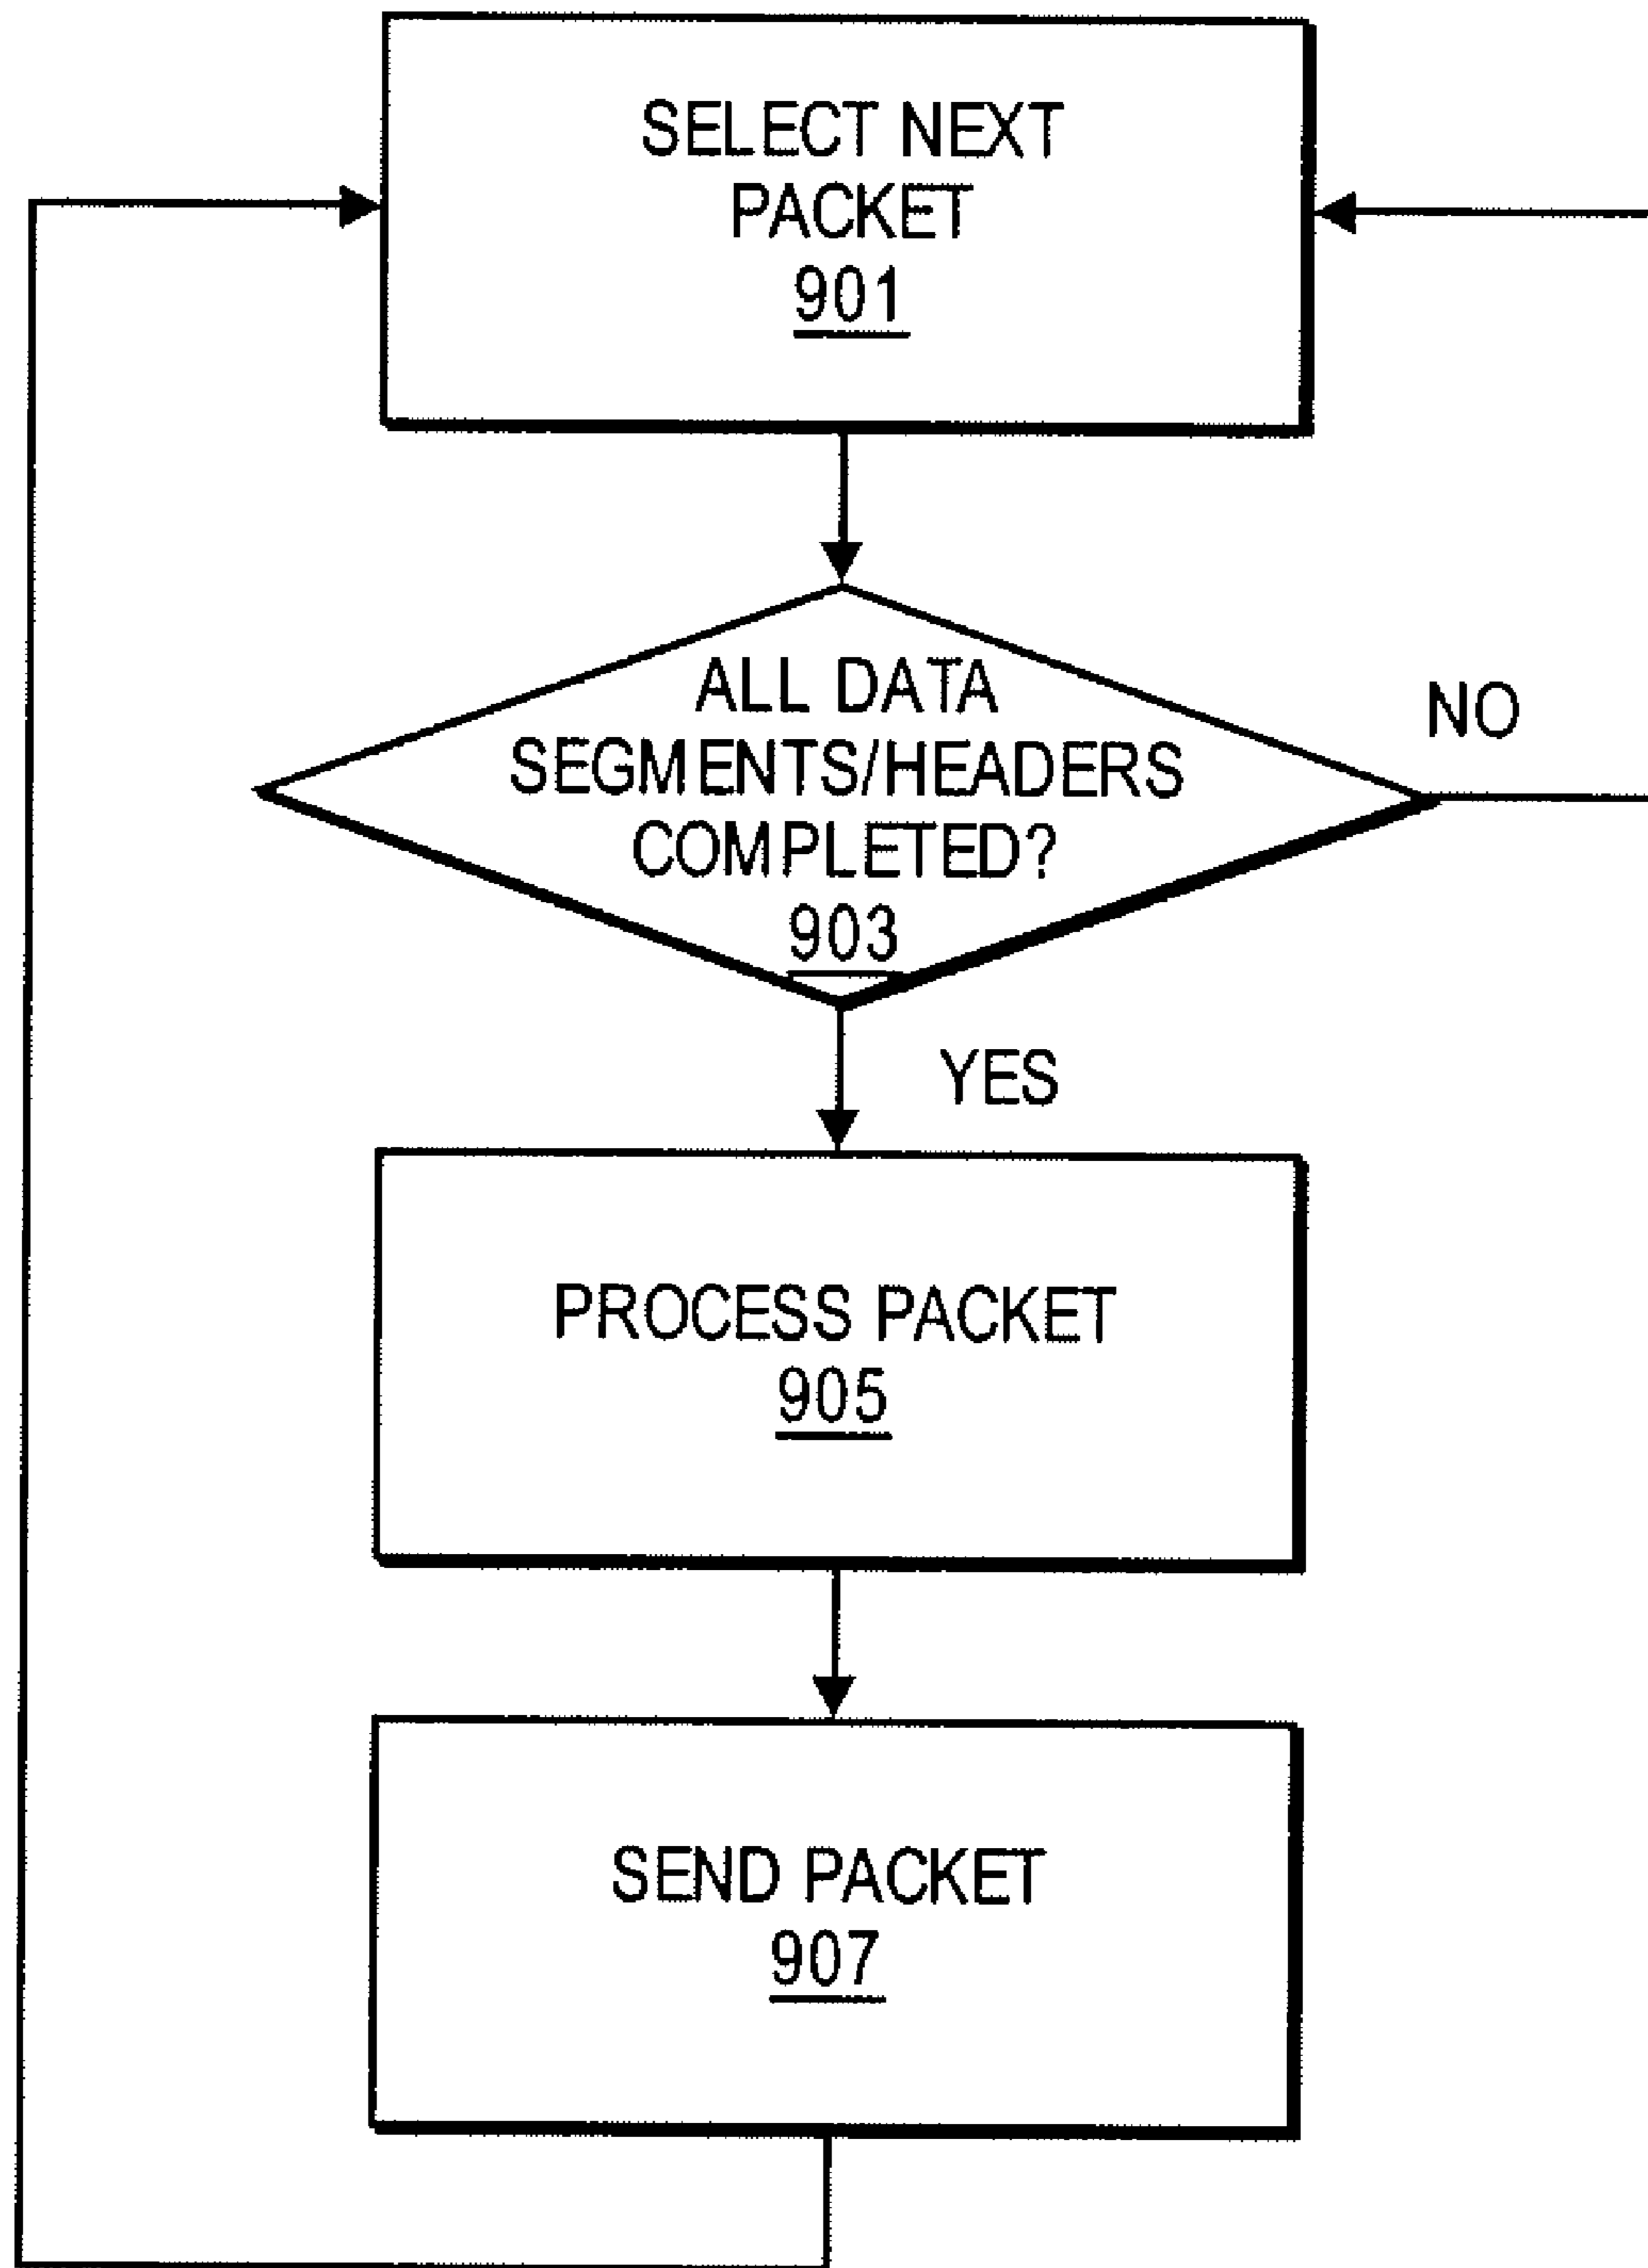 SELECT NEXT
PACKET
901
ALL DATA
SEGMENTS/HEADERS
COMPLETED?
903
NO
YES
PROCESS PACKET
905
SEND PACKET
907